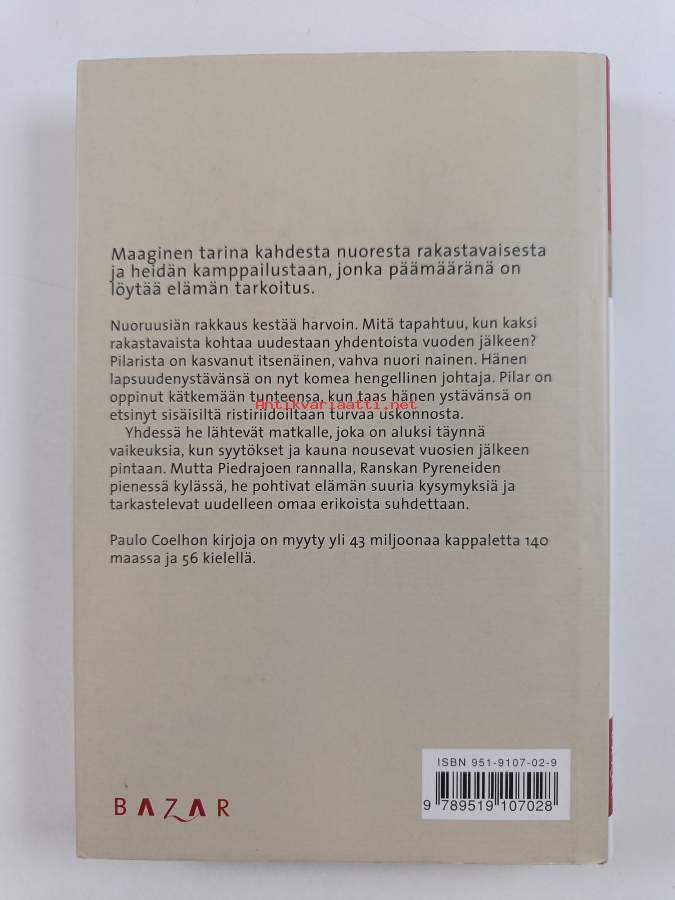 Maaginen tarina kahdesta nuoresta rakastavaisesta
ja heidän kamppailustaan, jonka päämääränä on
löytää elämän tarkoitus.
Nuoruusiän rakkaus kestää harvoin. Mitä tapahtuu, kun kaksi
rakastavaista kohtaa uudestaan yhdentoista vuoden jälkeen?
Pilarista on kasvanut itsenäinen, vahva nuori nainen. Hänen
lapsuudenystävänsä on nyt komea hengellinen johtaja. Pilar on
oppinut kätkemään tunteensa, kun taas hänen ystävänsä on
Antikvariaatti.net
etsinyt sisäisiltä ristiriidoiltaan turvaa uskonnosta.
Yhdessä he lähtevät matkalle, joka on aluksi täynnä
vaikeuksia, kun syytökset ja kauna nousevat vuosien jälkeen
pintaan. Mutta Piedrajoen rannalla, Ranskan Pyreneiden
pienessä kylässä, he pohtivat elämän suuria kysymyksiä ja
tarkastelevat uudelleen omaa erikoista suhdettaan.
Paulo Coelhon kirjoja on myyty yli 43 miljoonaa kappaletta 140
maassa ja 56 kielellä.
ISBN 951-9107-02-9
9 789519 107028
BAZAR